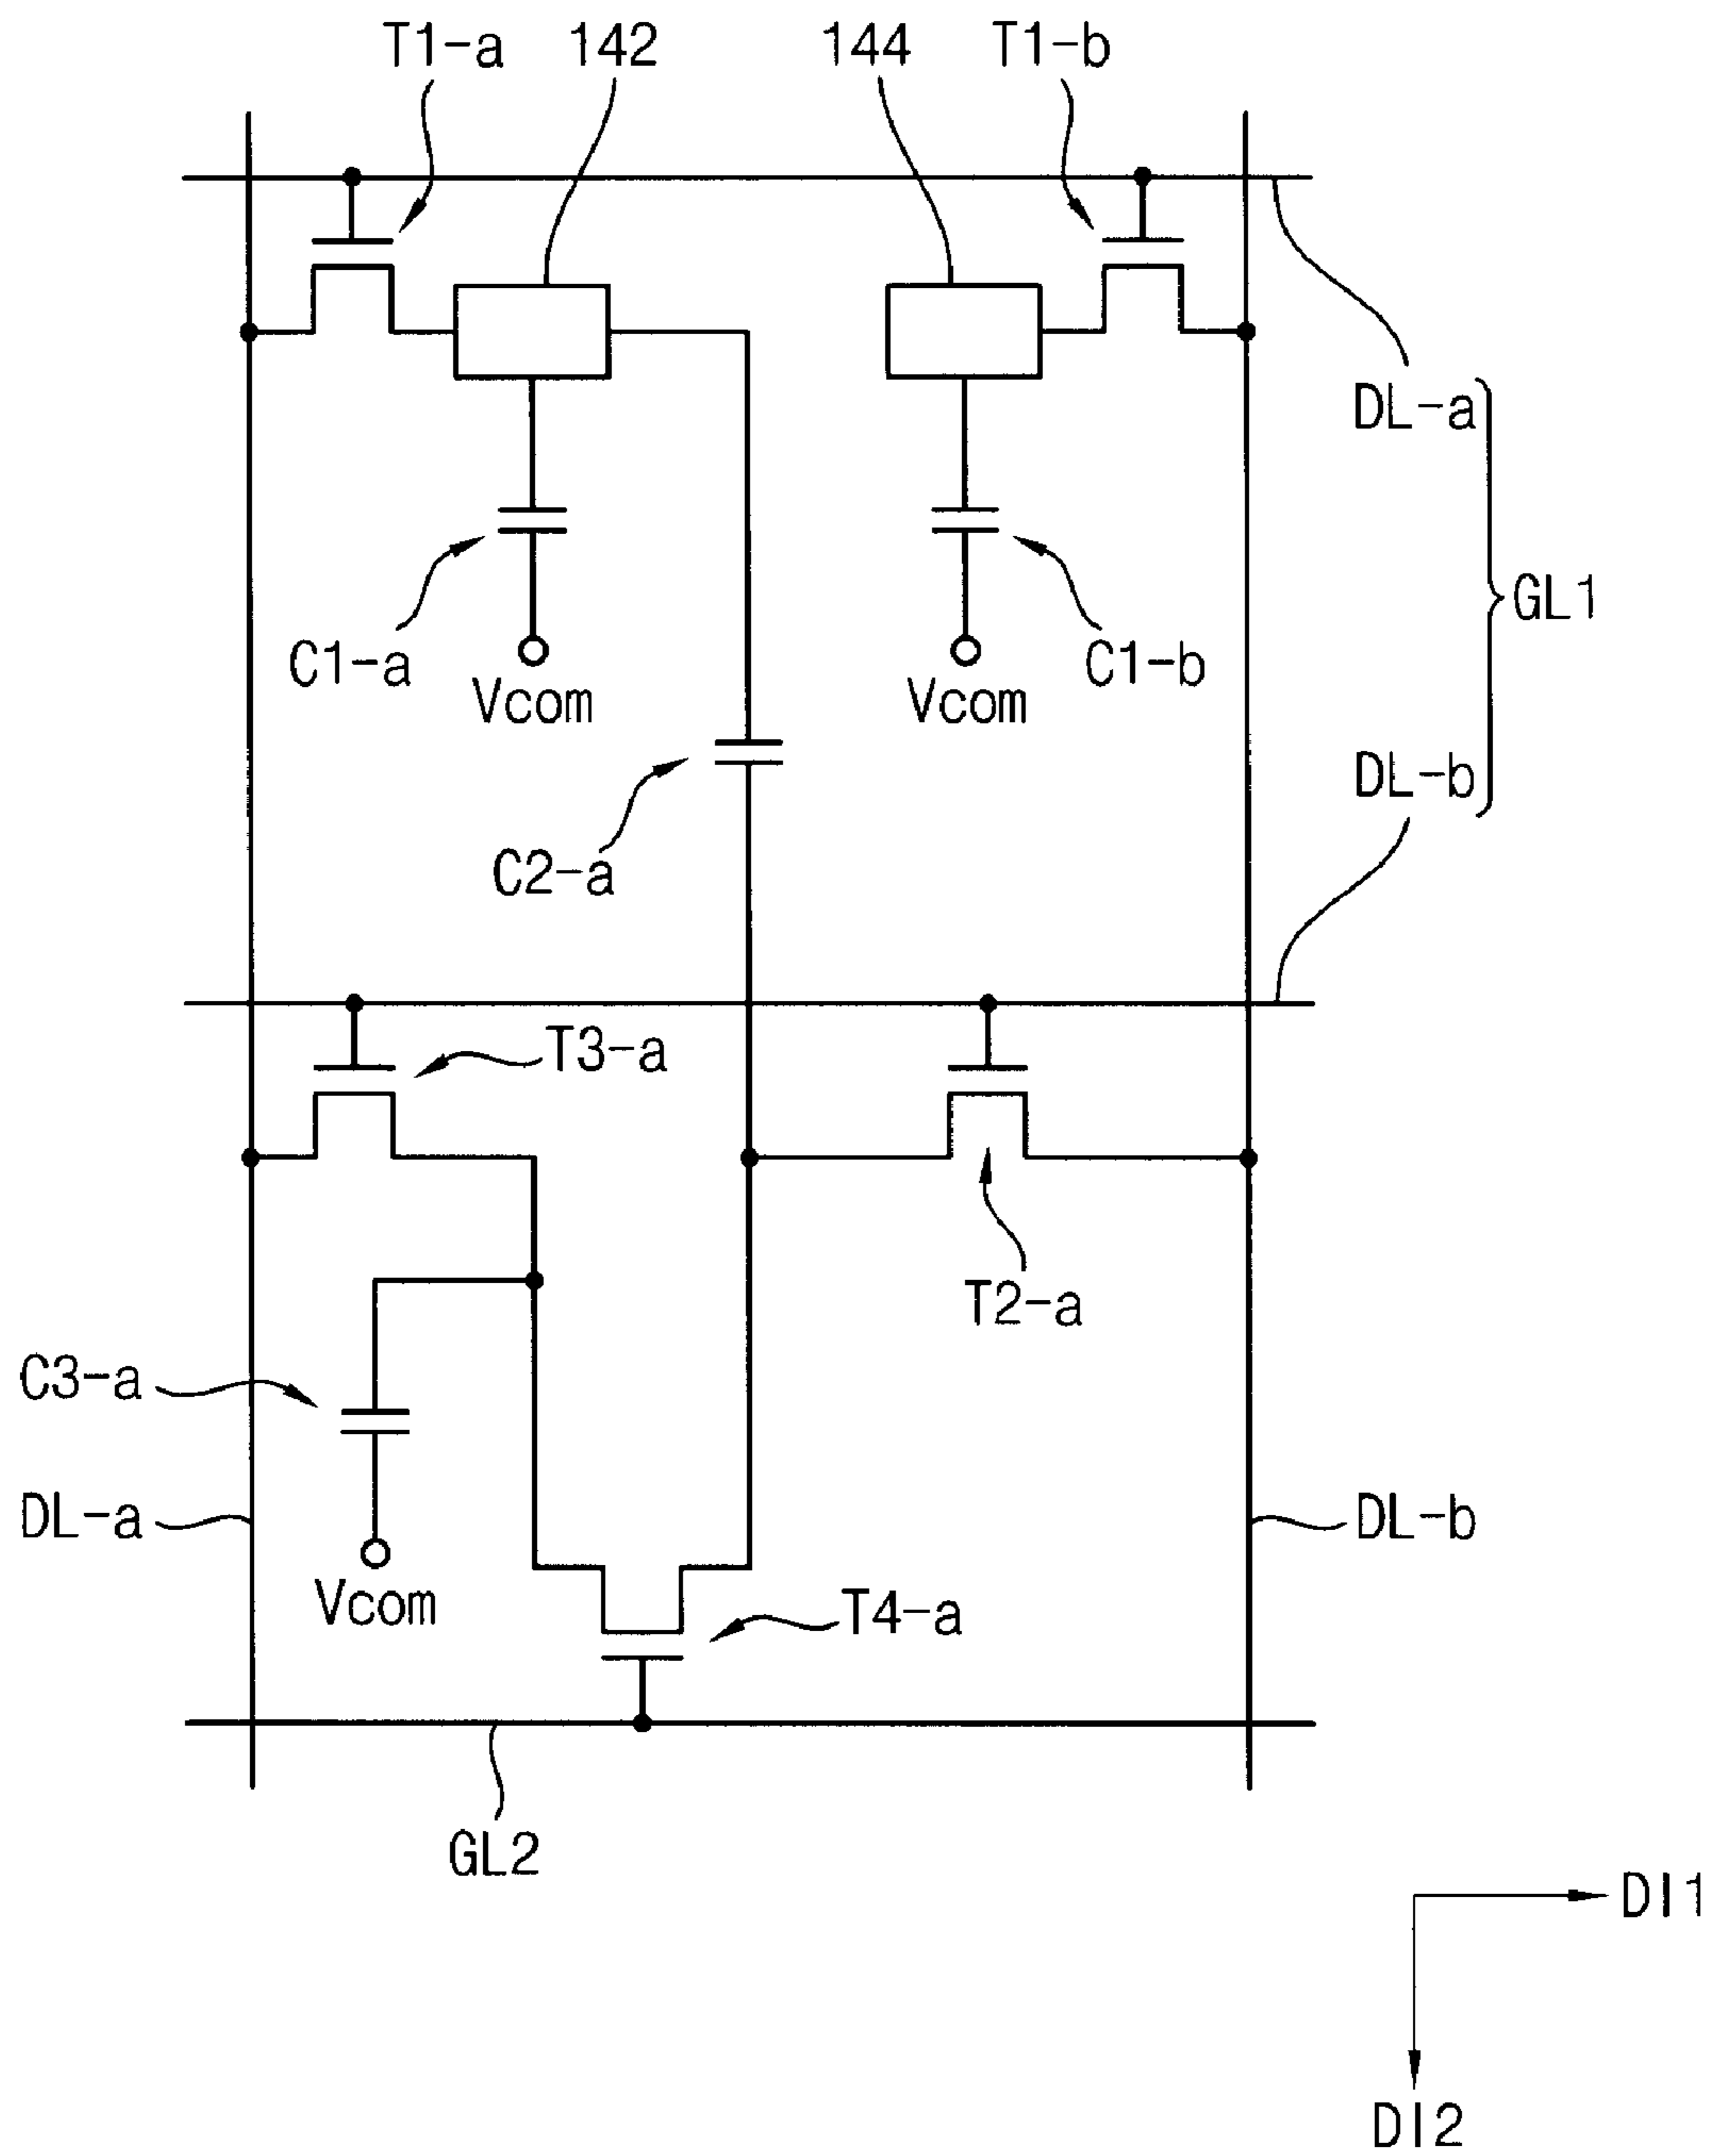 T1-a
142
144
T1-b
DL-a
GL1
C1-a
Vcom
Vcom
C1-b
DL-b
C2-a
T3-a
T2-a
C3-a
DL-a
DL-b
Vcom
T4-a
GL2
DI1
DI2